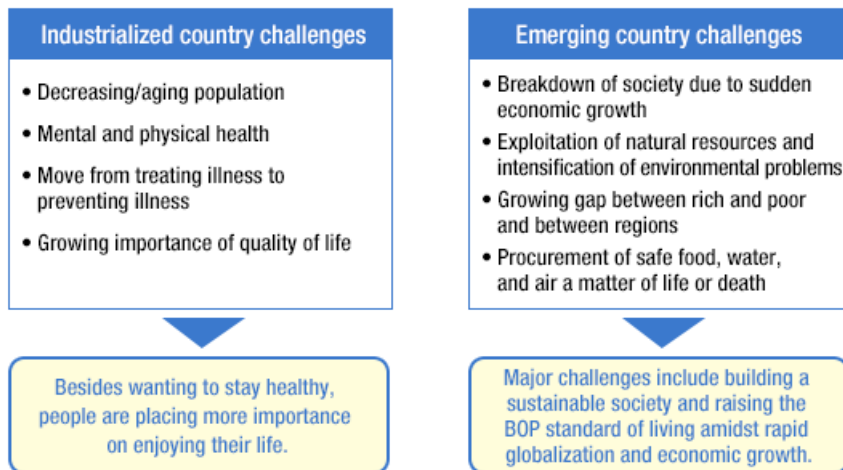 Industrialized country challenges
• Decreasing/aging population
• Mental and physical health
• Move from treating illness to
preventing illness
• Growing importance of quality of life
Besides wanting to stay healthy,
people are placing more importance
on enjoying their life.
Emerging country challenges
• Breakdown of society due to sudden
economic growth
• Exploitation of natural resources and
intensification of environmental problems
• Growing gap between rich and poor
and between regions
• Procurement of safe food, water,
and air a matter of life or death
Major challenges include building a
sustainable society and raising the
BOP standard of living amidst rapid
globalization and economic growth.